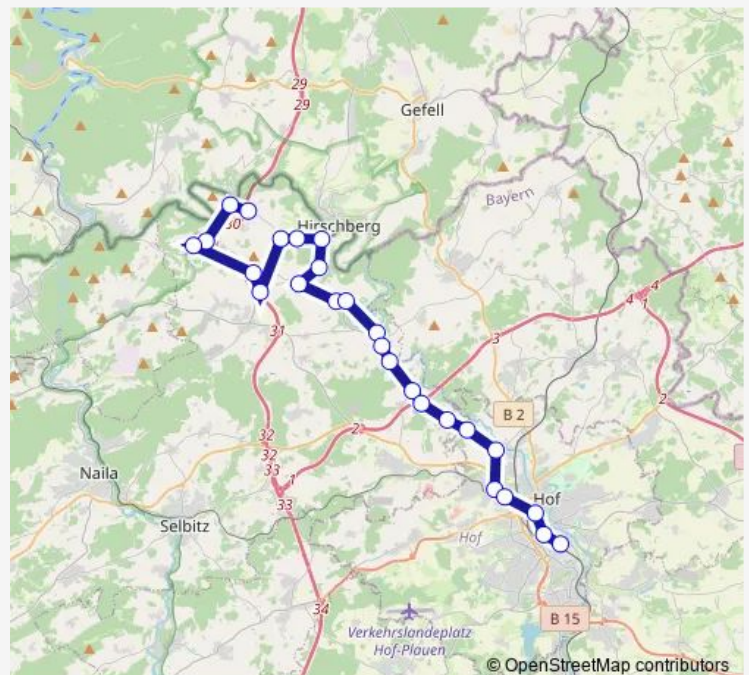 29
29
Gefell
Bayern
30
Hirschberg
4
4
1
31
3
B 2
2
2
32
32
33
1
33
Naila
Selbitz
Hof
Hof
34
B 15
Verkehrslandeplatz
Hof-Plauen
© OpenStreetMap contributors